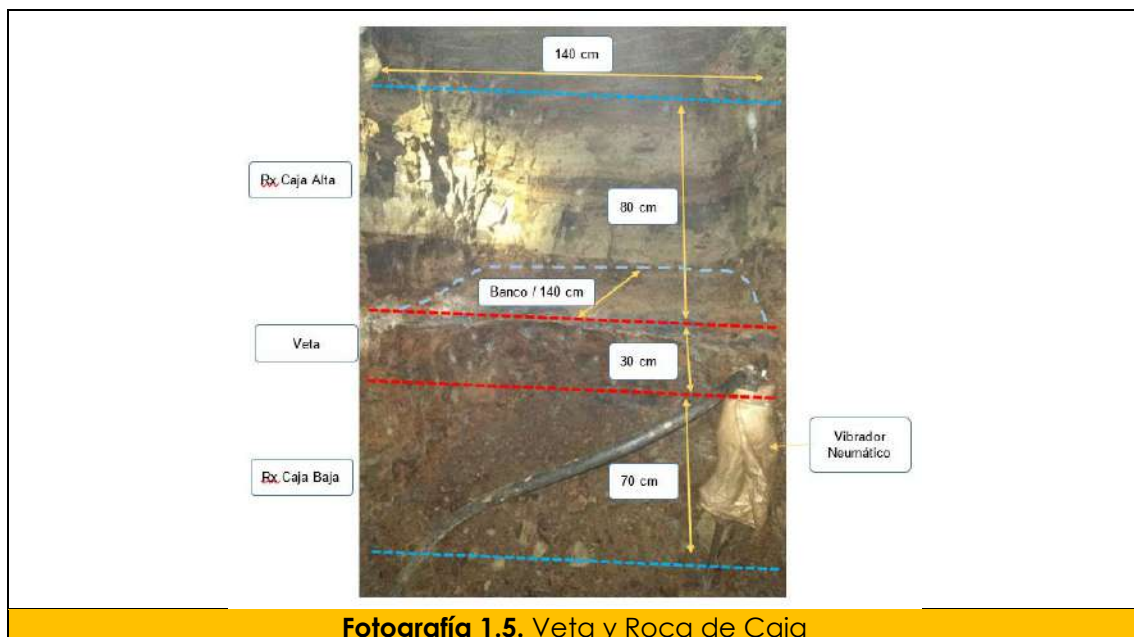 140 cm
Rx Caja Alta
80 cm
Banco / 140 cm
Veta
30 cm
Vibrador
Neumático
Rx Caja Baja
70 cm
Fotografía 1.5. Veta y Roca de Caja